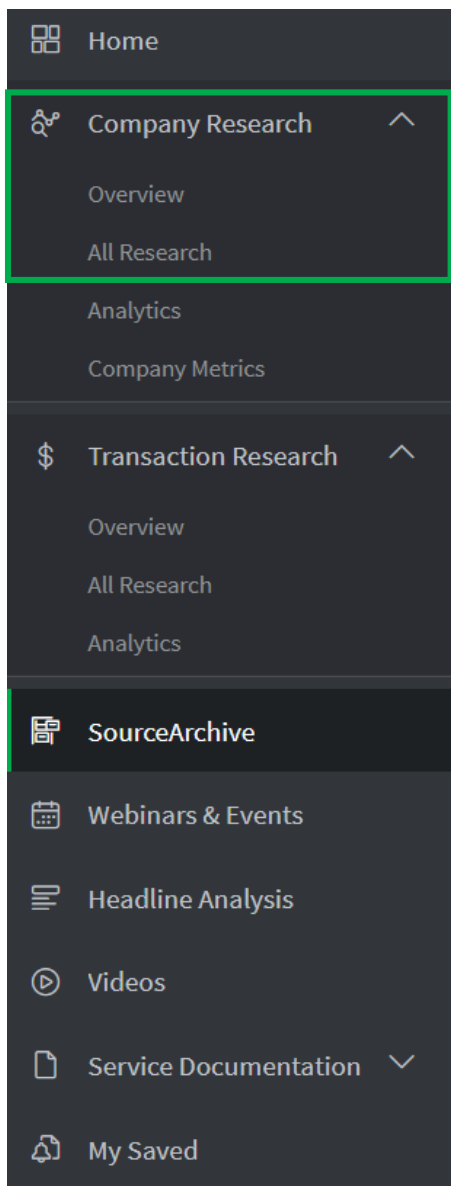 Home
Company Research
Overview
All Research
Analytics
Company Metrics
$ Transaction Research
Overview
All Research
Analytics
SourceArchive
Webinars & Events
Headline Analysis
Videos
Service Documentation
My Saved